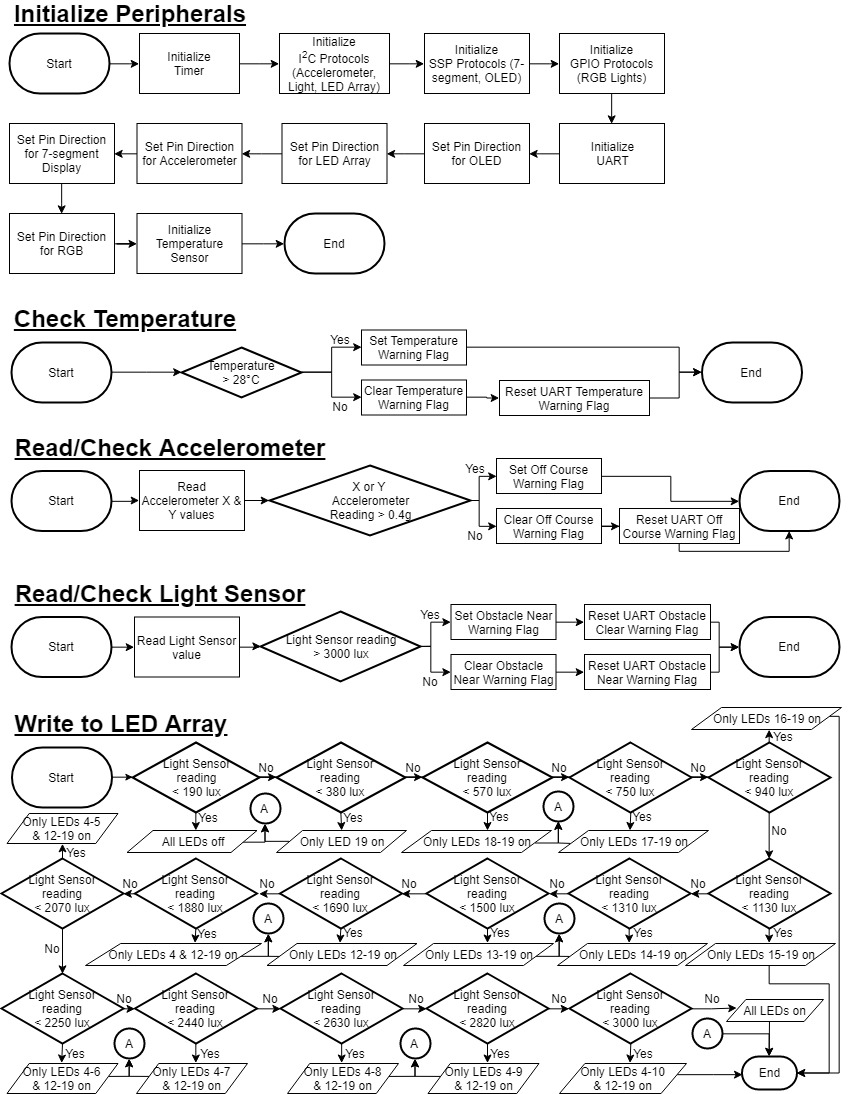 Initialize Peripherals
Start
Initialize
Timer
Initialize
I2C Protocols
(Accelerometer,
Light, LED Array)
Initialize
SSP Protocols (7-
segment, OLED)
Initialize
GPIO Protocols
(RGB Lights)
Set Pin Direction
for 7-segment
Display
Set Pin Direction
for Accelerometer
Set Pin Direction
for LED Array
Set Pin Direction
for OLED
Initialize
UART
Set Pin Direction
for RGB
Initialize
Temperature
Sensor
End
Check Temperature
Start
Temperature
> 28°C
Yes
Set Temperature
Warning Flag
No
Clear Temperature
Warning Flag
Reset UART Temperature
Warning Flag
End
Read/Check Accelerometer
Start
Read
Accelerometer X &
Y values
X or Y
Accelerometer
Reading > 0.4g
Yes
Set Off Course
Warning Flag
No
Clear Off Course
Warning Flag
Reset UART Off
Course Warning Flag
End
Read/Check Light Sensor
Start
Read Light Sensor
value
Light Sensor reading
> 3000 lux
Yes
Set Obstacle Near
Warning Flag
Reset UART Obstacle
Clear Warning Flag
No
Clear Obstacle
Near Warning Flag
Reset UART Obstacle
Near Warning Flag
End
Write to LED Array
Only LEDs 16-19 on
Yes
Start
Light Sensor
reading
< 190 lux
No
Light Sensor
reading
< 380 lux
No
Light Sensor
reading
< 570 lux
No
Light Sensor
reading
< 750 lux
No
Light Sensor
reading
< 940 lux
Yes
A
Yes
Yes
A
Yes
No
Only LEDs 4-5
& 12-19 on
All LEDs off
Only LED 19 on
Only LEDs 18-19 on
Only LEDs 17-19 on
Yes
Light Sensor
reading
< 2070 lux
No
Light Sensor
reading
< 1880 lux
No
Light Sensor
reading
< 1690 lux
No
Light Sensor
reading
< 1500 lux
No
Light Sensor
reading
< 1310 lux
No
Light Sensor
reading
< 1130 lux
No
Yes
A
Yes
Yes
A
Yes
Yes
Only LEDs 4 & 12-19 on
Only LEDs 12-19 on
Only LEDs 13-19 on
Only LEDs 14-19 on
Only LEDs 15-19 on
Light Sensor
reading
< 2250 lux
No
Light Sensor
reading
< 2440 lux
No
Light Sensor
reading
< 2630 lux
No
Light Sensor
reading
< 2820 lux
No
Light Sensor
reading
< 3000 lux
No
All LEDs on
A
Yes
A
Yes
Yes
A
Yes
Yes
Only LEDs 4-6
& 12-19 on
Only LEDs 4-7
& 12-19 on
Only LEDs 4-8
& 12-19 on
Only LEDs 4-9
& 12-19 on
Only LEDs 4-10
& 12-19 on
End